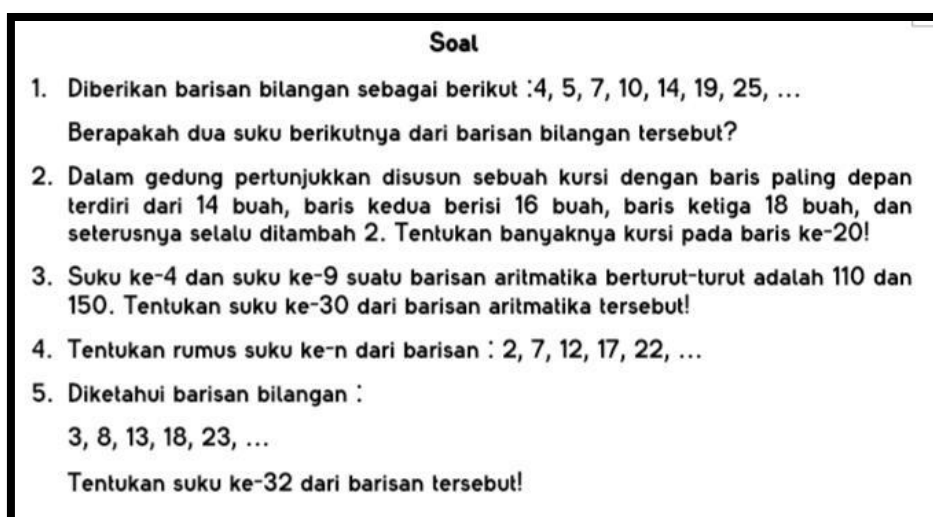 Soal
1. Diberikan barisan bilangan sebagai berikut :4, 5, 7, 10, 14, 19, 25, ...
Berapakah dua suku berikutnya dari barisan bilangan tersebut?
2. Dalam gedung pertunjukkan disusun sebuah kursi dengan baris paling depan
terdiri dari 14 buah, baris kedua berisi 16 buah, baris ketiga 18 buah, dan
seterusnya selalu ditambah 2. Tentukan banyaknya kursi pada baris ke-20!
3. Suku ke-4 dan suku ke-9 suatu barisan aritmatika berturut-turut adalah 110 dan
150. Tentukan suku ke-30 dari barisan aritmatika tersebut!
4. Tentukan rumus suku ke-n dari barisan : 2, 7, 12, 17, 22, ...
5. Diketahui barisan bilangan :
3, 8, 13, 18, 23, ...
Tentukan suku ke-32 dari barisan tersebut!